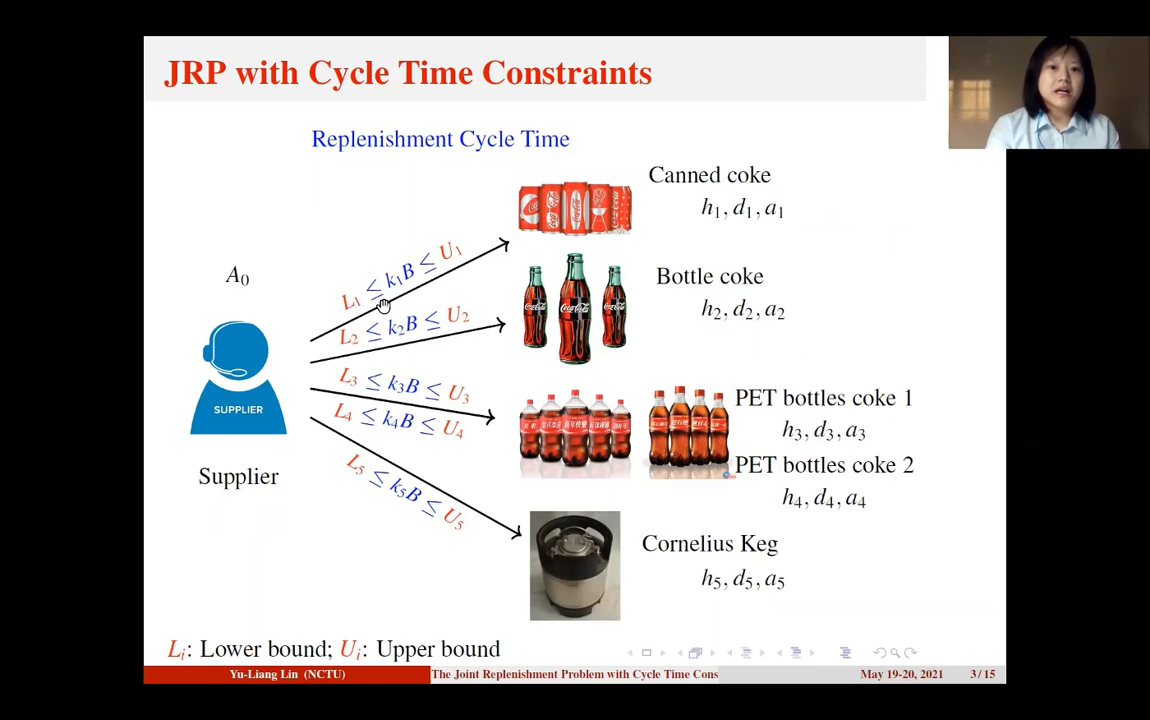 JRP with Cycle Time Constraints
Replenishment Cycle Time
Canned coke
h₁, d₁, a₁
L₁ ≤ k₁B ≤ U₁
A₀
Bottle coke
h₂, d₂, a₂
L₂ ≤ k₂B ≤ U₂
Coca-Cola
L₃ ≤ k₃B ≤ U₃
PET bottles coke 1
h₃, d₃, a₃
SUPPLIER
L₄ ≤ k₄B ≤ U₄
PET bottles coke 2
h₄, d₄, a₄
Supplier
L₅ ≤ k₅B ≤ U₅
Cornelius Keg
h₅, d₅, a₅
Lᵢ: Lower bound; Uᵢ: Upper bound
Yu-Liang Lin (NCTU) The Joint Replenishment Problem with Cycle Time Cons May 19-20, 2021 3 / 15